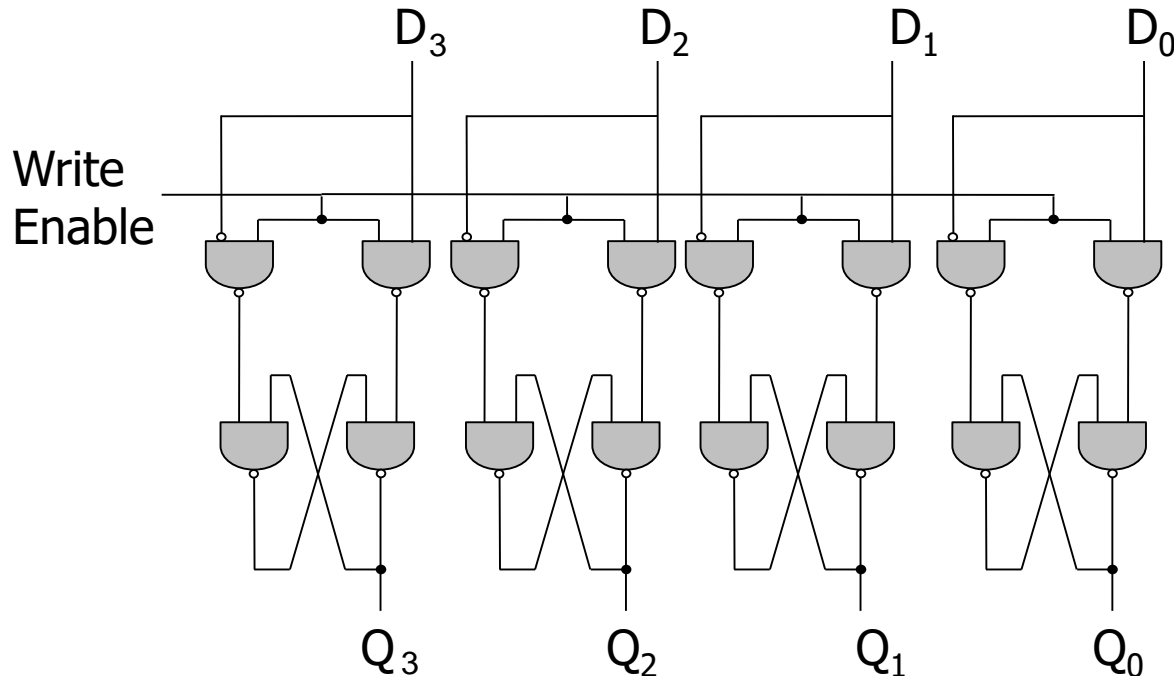 D₃ D₂ D₁ D₀
Write
Enable
Q₃ Q₂ Q₁ Q₀